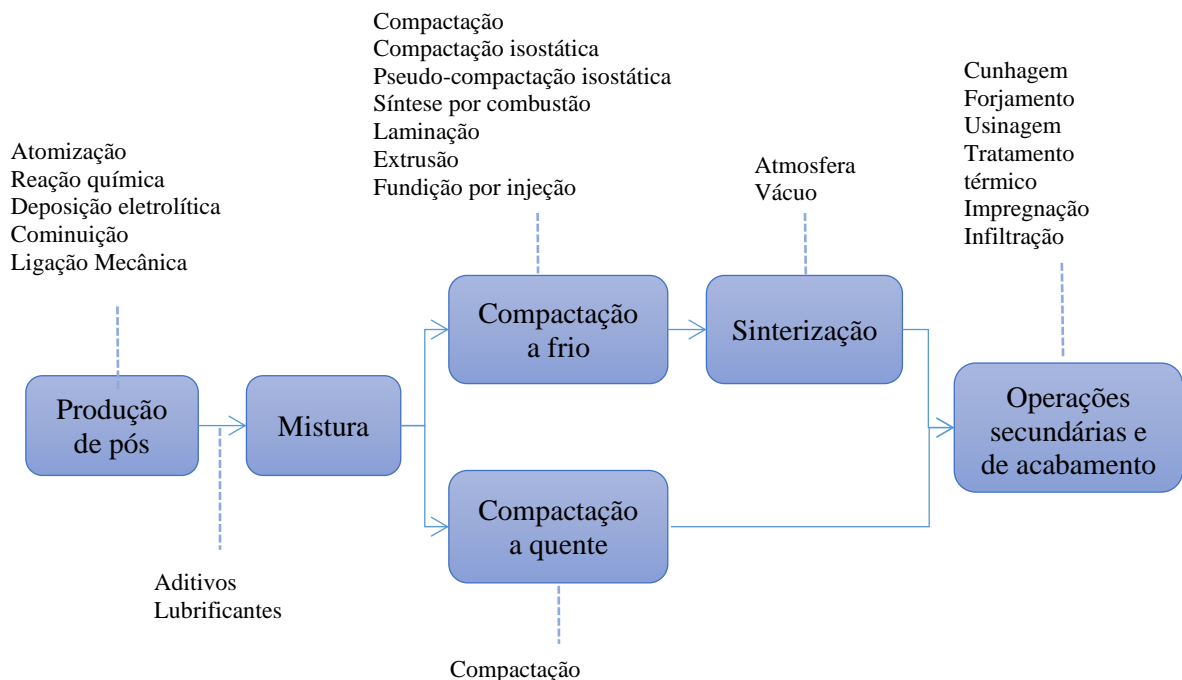 Compactação
Compactação isostática
Pseudo-compactação isostática
Síntese por combustão
Laminação
Extrusão
Fundição por injeção
Cunhagem
Forjamento
Usinagem
Tratamento
térmico
Impregnação
Infiltração
Atomização
Reação química
Deposição eletrolítica
Cominuição
Ligação Mecânica
Atmosfera
Vácuo
Produção
de pós
Mistura
Compactação
a frio
Sinterização
Compactação
a quente
Operações
secundárias e
de acabamento
Aditivos
Lubrificantes
Compactação